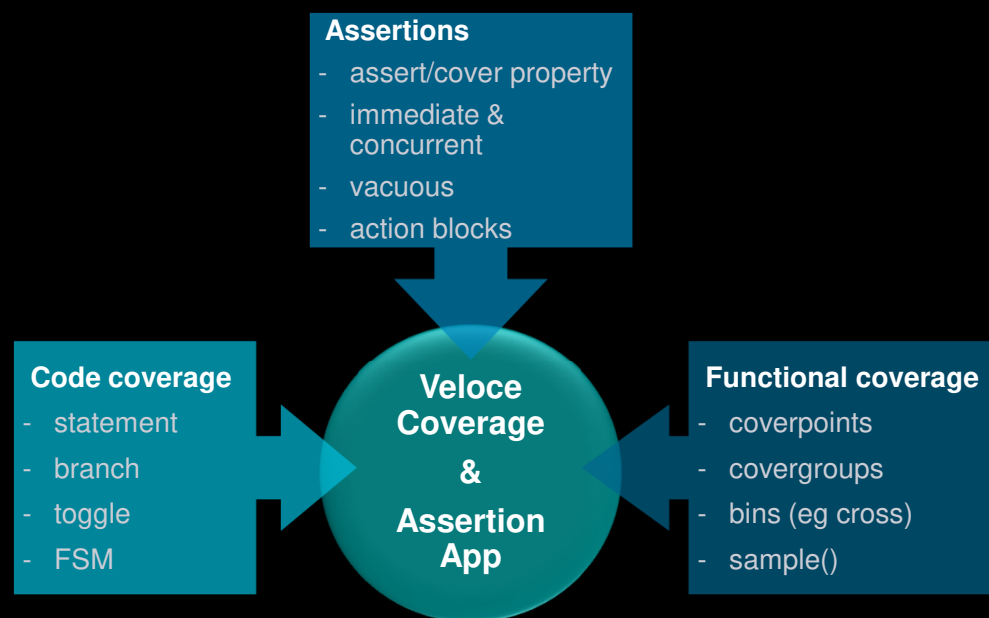 Assertions
- assert/cover property
- immediate &
concurrent
- vacuous
- action blocks
Code coverage
- statement
- branch
- toggle
- FSM
Veloce
Coverage
&
Assertion
App
Functional coverage
- coverpoints
- covergroups
- bins (eg cross)
- sample()